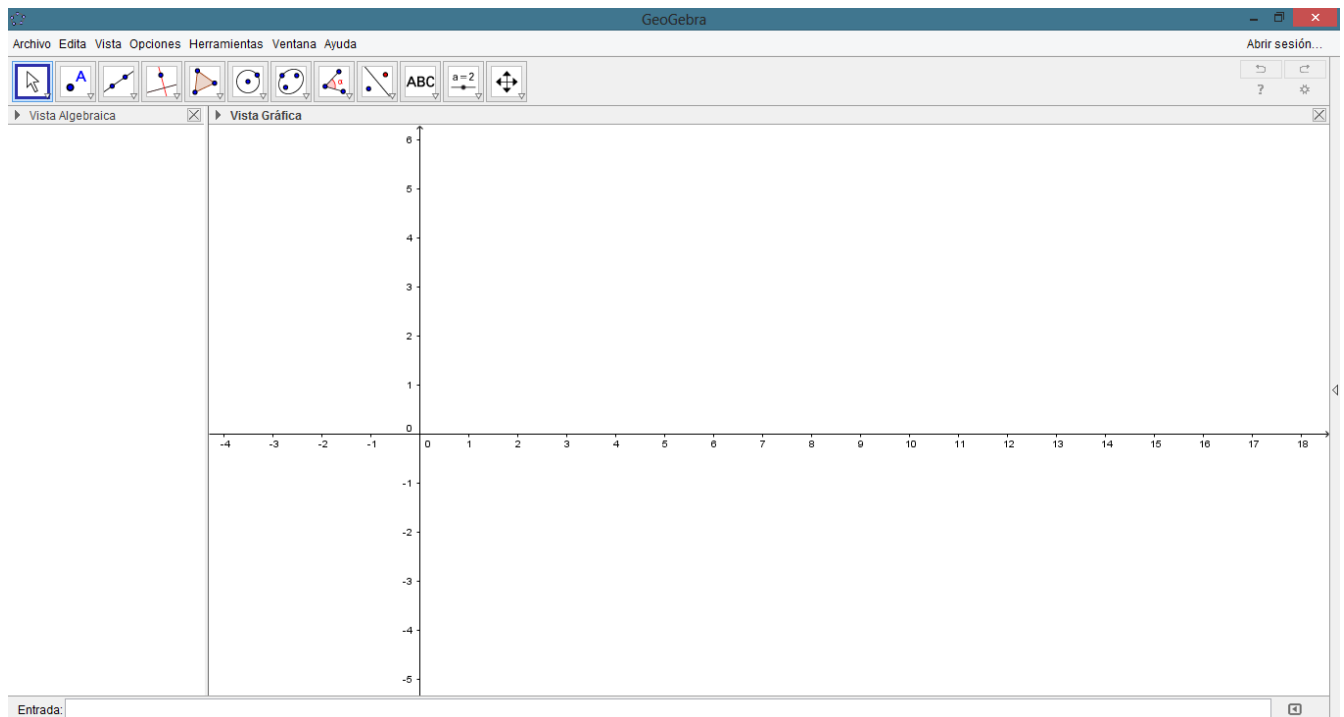 GeoGebra
Archivo Edita Vista Opciones Herramientas Ventana Ayuda
Abrir sesión...
A
α
ABC
a=2
?
Vista Algebraica
Vista Gráfica
6
5
4
3
2
1
0
-4 -3 -2 -1 0 1 2 3 4 5 6 7 8 9 10 11 12 13 14 15 16 17 18
-1
-2
-3
-4
-5
Entrada: